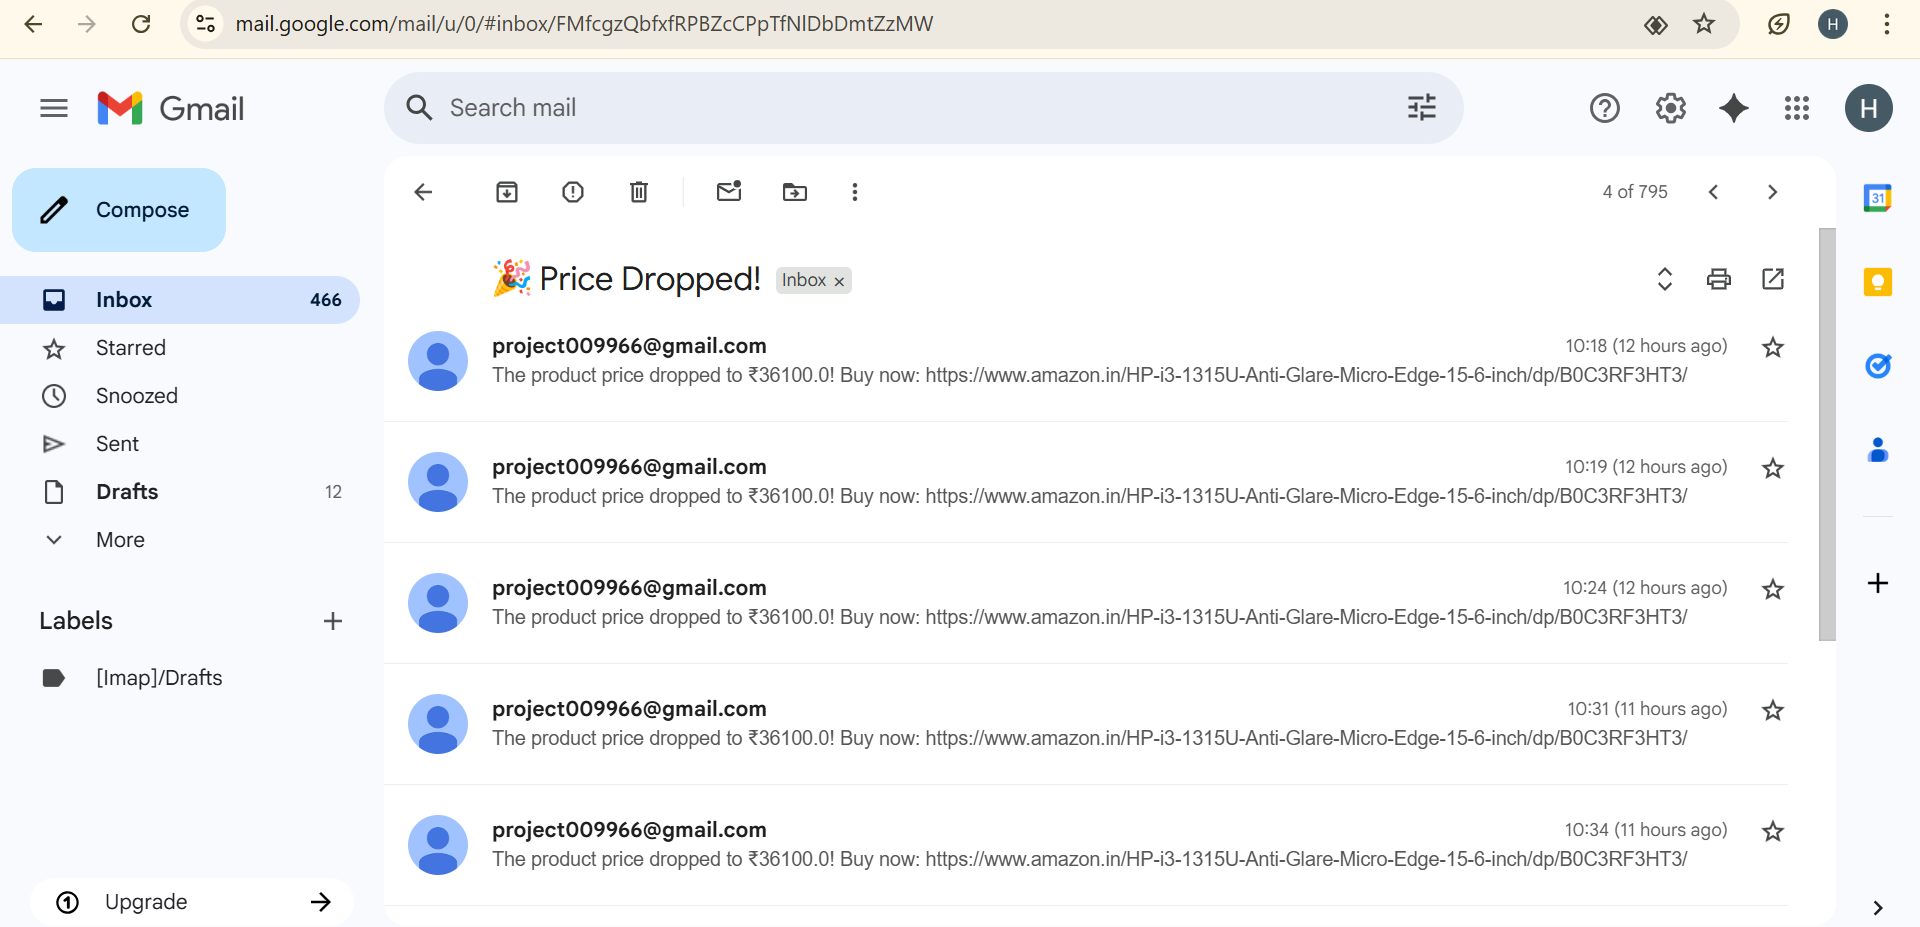 mail.google.com/mail/u/0/#inbox/FMfcgzQbfxfRPBZcCPpTfNlDbDmtZzMW
H
Gmail
Search mail
H
Compose
4 of 795
31
🎉 Price Dropped! Inbox ×
Inbox 466
Starred
Snoozed
Sent
Drafts 12
More
Labels
[Imap]/Drafts
Upgrade
project009966@gmail.com 10:18 (12 hours ago)
The product price dropped to ₹36100.0! Buy now: https://www.amazon.in/HP-i3-1315U-Anti-Glare-Micro-Edge-15-6-inch/dp/B0C3RF3HT3/
project009966@gmail.com 10:19 (12 hours ago)
The product price dropped to ₹36100.0! Buy now: https://www.amazon.in/HP-i3-1315U-Anti-Glare-Micro-Edge-15-6-inch/dp/B0C3RF3HT3/
project009966@gmail.com 10:24 (12 hours ago)
The product price dropped to ₹36100.0! Buy now: https://www.amazon.in/HP-i3-1315U-Anti-Glare-Micro-Edge-15-6-inch/dp/B0C3RF3HT3/
project009966@gmail.com 10:31 (11 hours ago)
The product price dropped to ₹36100.0! Buy now: https://www.amazon.in/HP-i3-1315U-Anti-Glare-Micro-Edge-15-6-inch/dp/B0C3RF3HT3/
project009966@gmail.com 10:34 (11 hours ago)
The product price dropped to ₹36100.0! Buy now: https://www.amazon.in/HP-i3-1315U-Anti-Glare-Micro-Edge-15-6-inch/dp/B0C3RF3HT3/